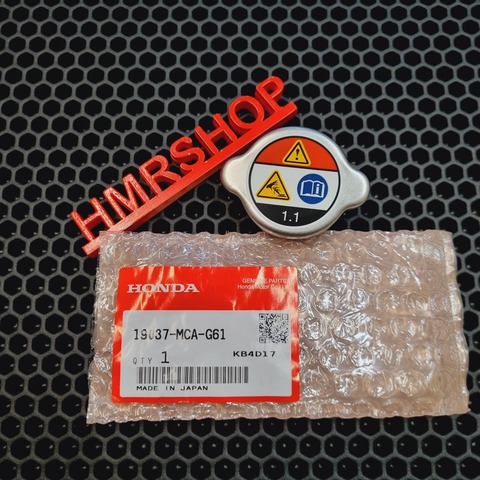 HMRSHOP
1.1
HONDA
GENUINE PARTS
Honda Motor Co., Ltd.
19037-MCA-G61
QTY 1
KB4D17
MADE IN JAPAN